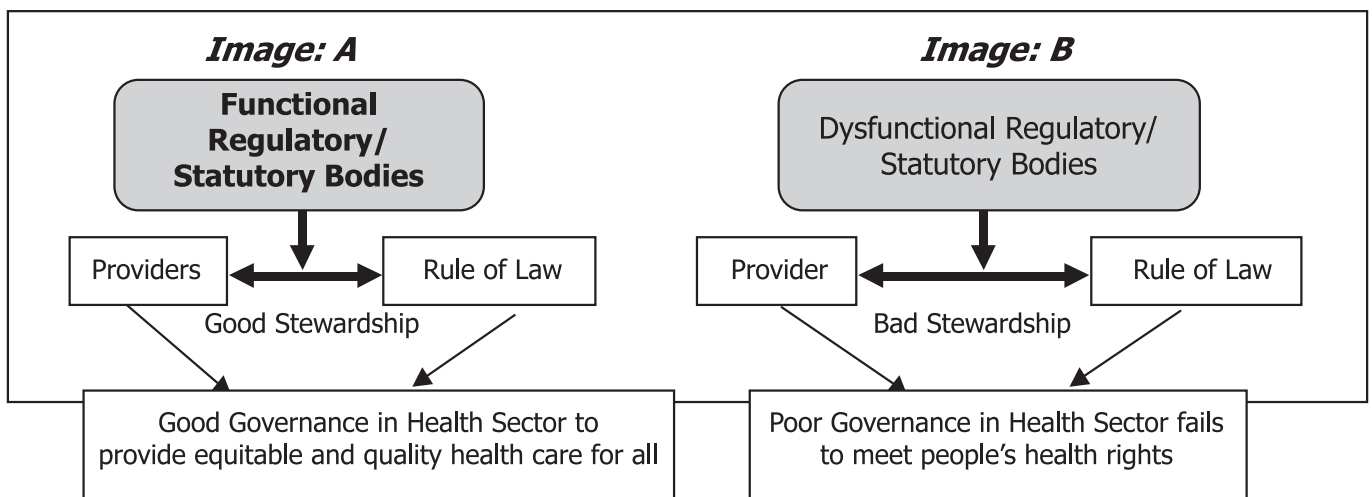 Image: A
Functional
Regulatory/
Statutory Bodies
Providers
Rule of Law
Good Stewardship
Good Governance in Health Sector to
provide equitable and quality health care for all
Image: B
Dysfunctional Regulatory/
Statutory Bodies
Provider
Rule of Law
Bad Stewardship
Poor Governance in Health Sector fails
to meet people’s health rights